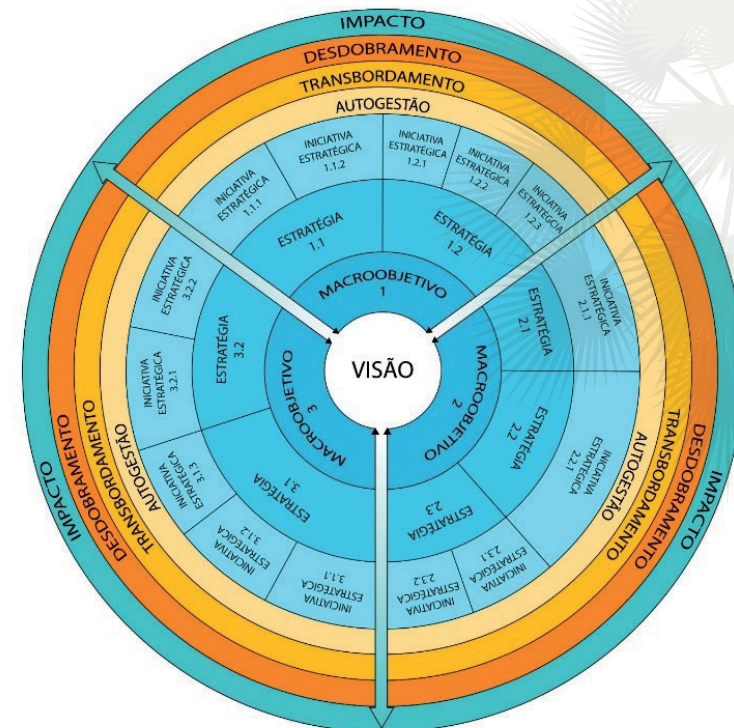 IMPACTO
DESDOBRAMENTO
TRANSBORDAMENTO
AUTOGESTÃO
INICIATIVA
ESTRATÉGICA
1.1.1
INICIATIVA
ESTRATÉGICA
1.1.2
INICIATIVA
ESTRATÉGICA
1.2.1
INICIATIVA
ESTRATÉGICA
1.2.2
INICIATIVA
ESTRATÉGCIA
1.2.3
ESTRATÉGIA
1.1
ESTRATÉGIA
1.2
MACROOBJETIVO
1
VISÃO
INICIATIVA
ESTRATÉGICA
2.1.1
ESTRATÉGIA
2.1
MACROOBJETIVO
2
ESTRATÉGIA
2.2
INICIATIVA
ESTRATÉGICA
2.2.1
ESTRATÉGIA
2.3
INICIATIVA
ESTRATÉGICA
2.3.1
INICIATIVA
ESTRATÉGICA
2.3.2
AUTOGESTÃO
TRANSBORDAMENTO
DESDOBRAMENTO
IMPACTO
INICIATIVA
ESTRATÉGICA
3.1.1
INICIATIVA
ESTRATÉGICA
3.1.2
INICIATIVA
ESTRATÉGICA
3.1.3
ESTRATÉGIA
3.1
MACROOBJETIVO
3
ESTRATÉGIA
3.2
INICIATIVA
ESTRATÉGICA
3.2.1
INICIATIVA
ESTRATÉGICA
3.2.2
AUTOGESTÃO
TRANSBORDAMENTO
DESDOBRAMENTO
IMPACTO